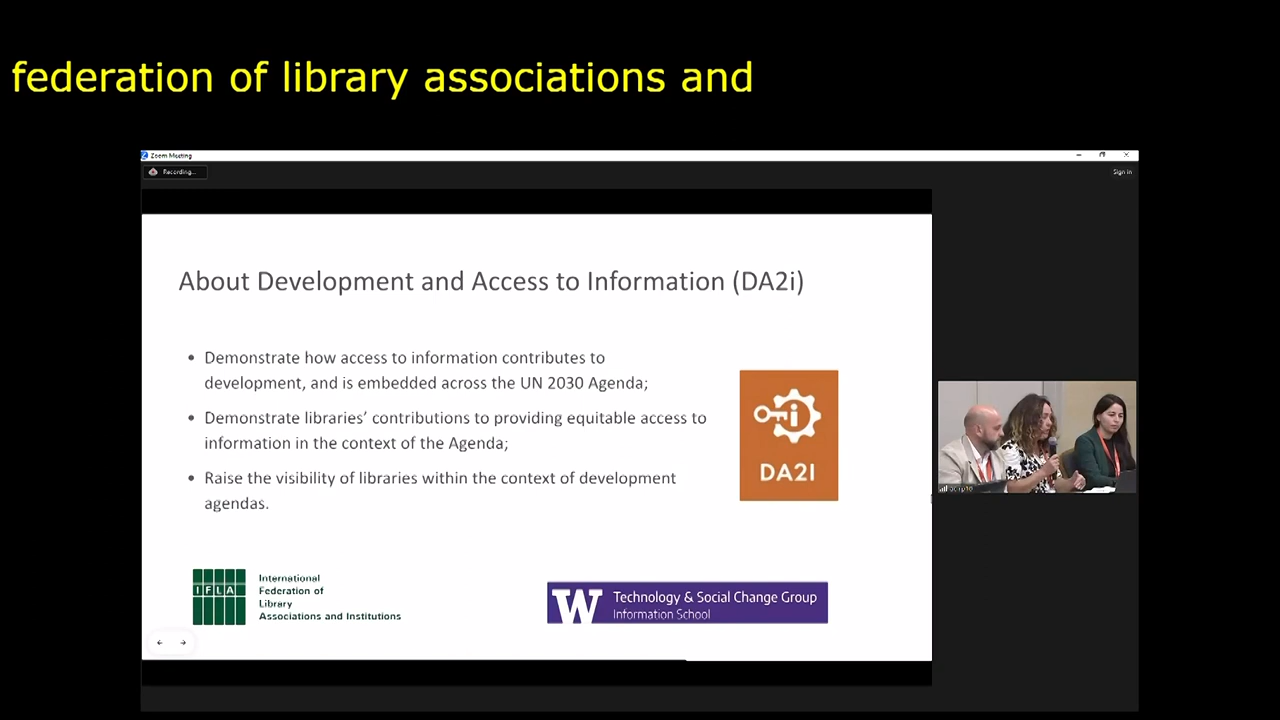 federation of library associations and
Zoom Meeting
Recording...
Sign in
About Development and Access to Information (DA2i)
• Demonstrate how access to information contributes to
development, and is embedded across the UN 2030 Agenda;
• Demonstrate libraries’ contributions to providing equitable access to
information in the context of the Agenda;
• Raise the visibility of libraries within the context of development
agendas.
DA2I
IFLA
International
Federation of
Library
Associations and Institutions
W
Technology & Social Change Group
Information School